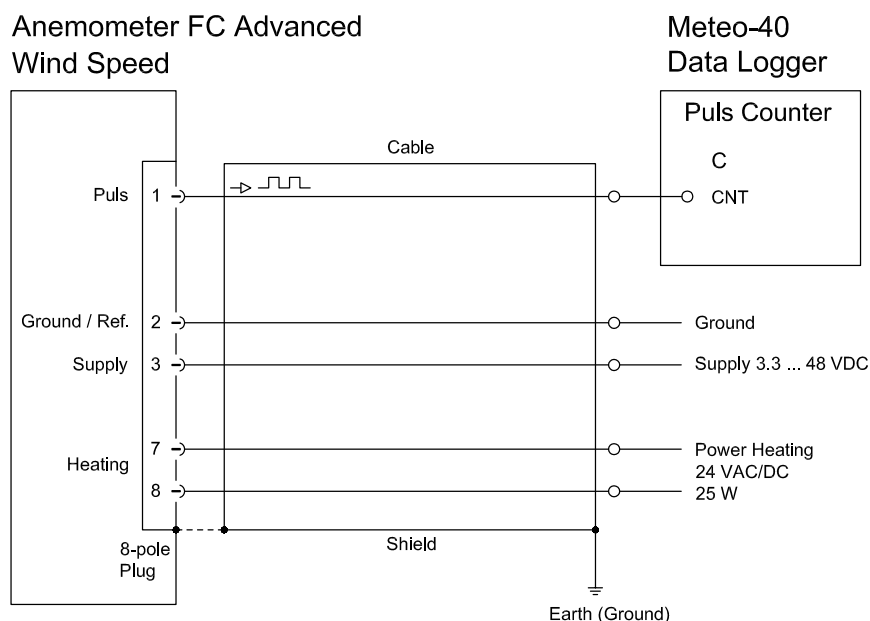 Anemometer FC Advanced
Wind Speed
Meteo-40
Data Logger
Puls Counter
Cable
C
Puls
1
CNT
Ground / Ref.
2
Ground
Supply
3
Supply 3.3 ... 48 VDC
Heating
7
8
Power Heating
24 VAC/DC
25 W
8-pole
Plug
Shield
Earth (Ground)